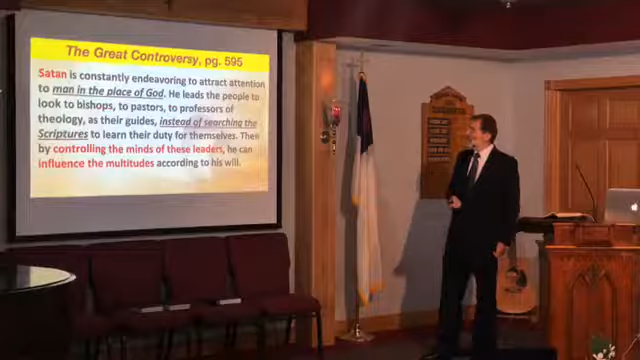 The Great Controversy, pg. 595
Satan is constantly endeavoring to attract attention
to man in the place of God. He leads the people to
look to bishops, to pastors, to professors of
theology, as their guides, instead of searching the
Scriptures to learn their duty for themselves. Then
by controlling the minds of these leaders, he can
influence the multitudes according to his will.